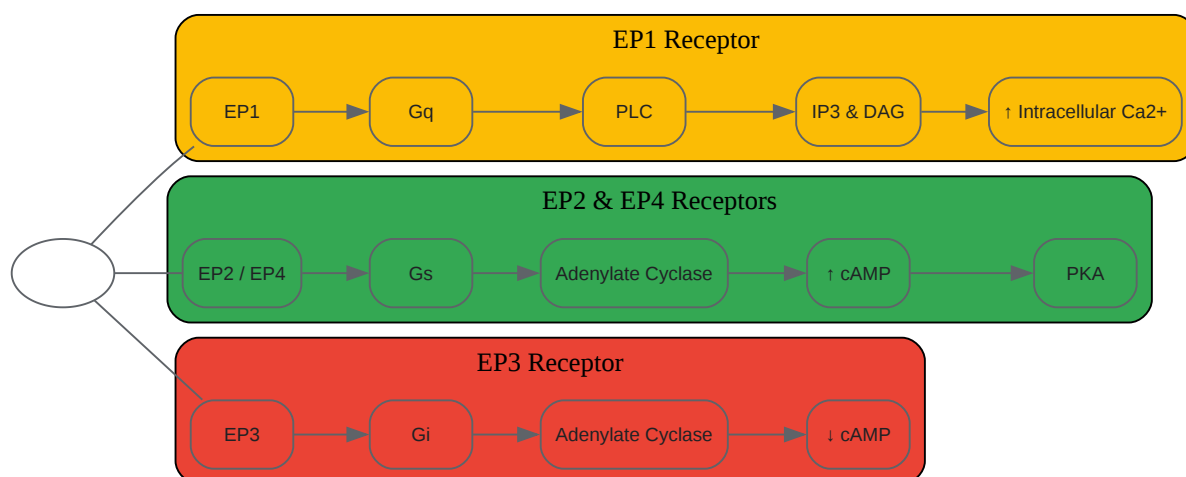 EP1 Receptor
EP1
Gq
PLC
IP3 & DAG
↑ Intracellular Ca2+
EP2 & EP4 Receptors
EP2 / EP4
Gs
Adenylate Cyclase
↑ cAMP
PKA
EP3 Receptor
EP3
Gi
Adenylate Cyclase
↓ cAMP